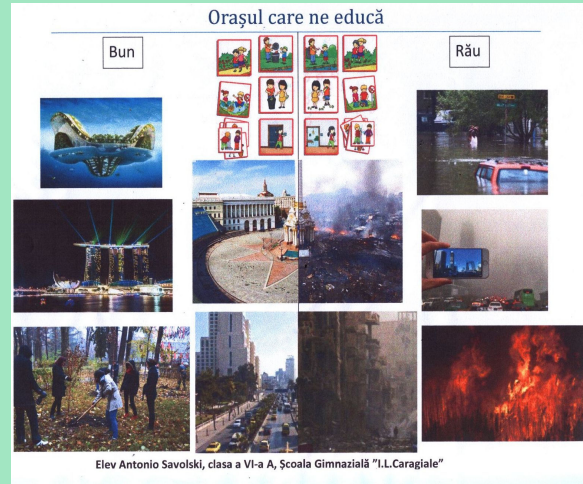 Orașul care ne educă
Bun
Rău
Elev Antonio Savolski, clasa a VI-a A, Școala Gimnazială "I.L.Caragiale"